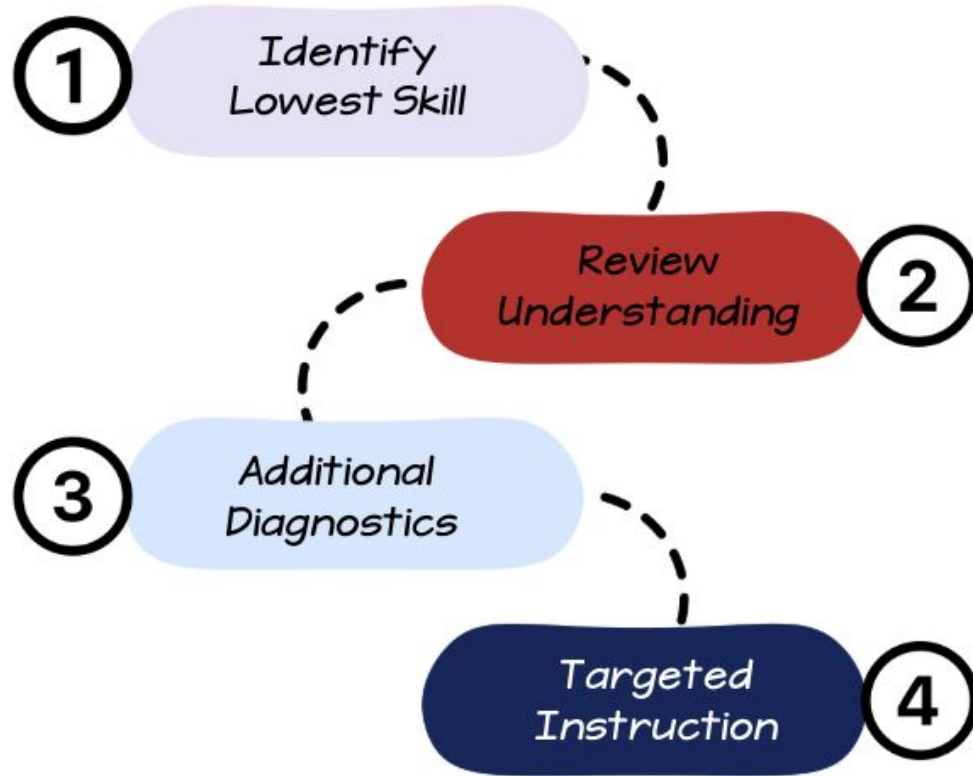 1
Identify
Lowest Skill
Review
Understanding
2
3
Additional
Diagnostics
Targeted
Instruction
4